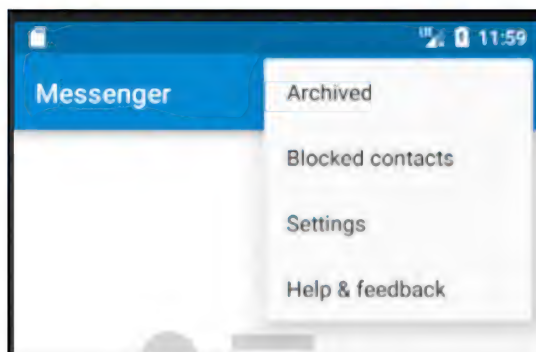 11:59
Messenger
Archived
Blocked contacts
Settings
Help & feedback